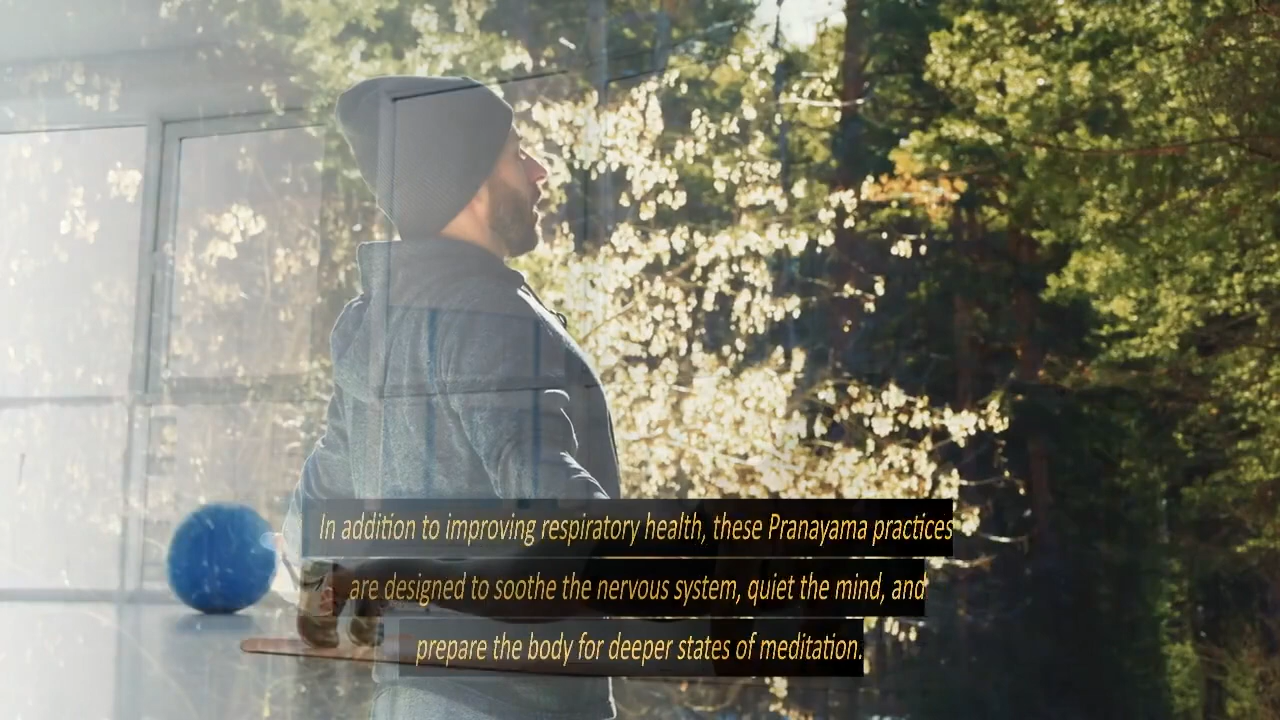 In addition to improving respiratory health, these Pranayama practices
are designed to soothe the nervous system, quiet the mind, and
prepare the body for deeper states of meditation.